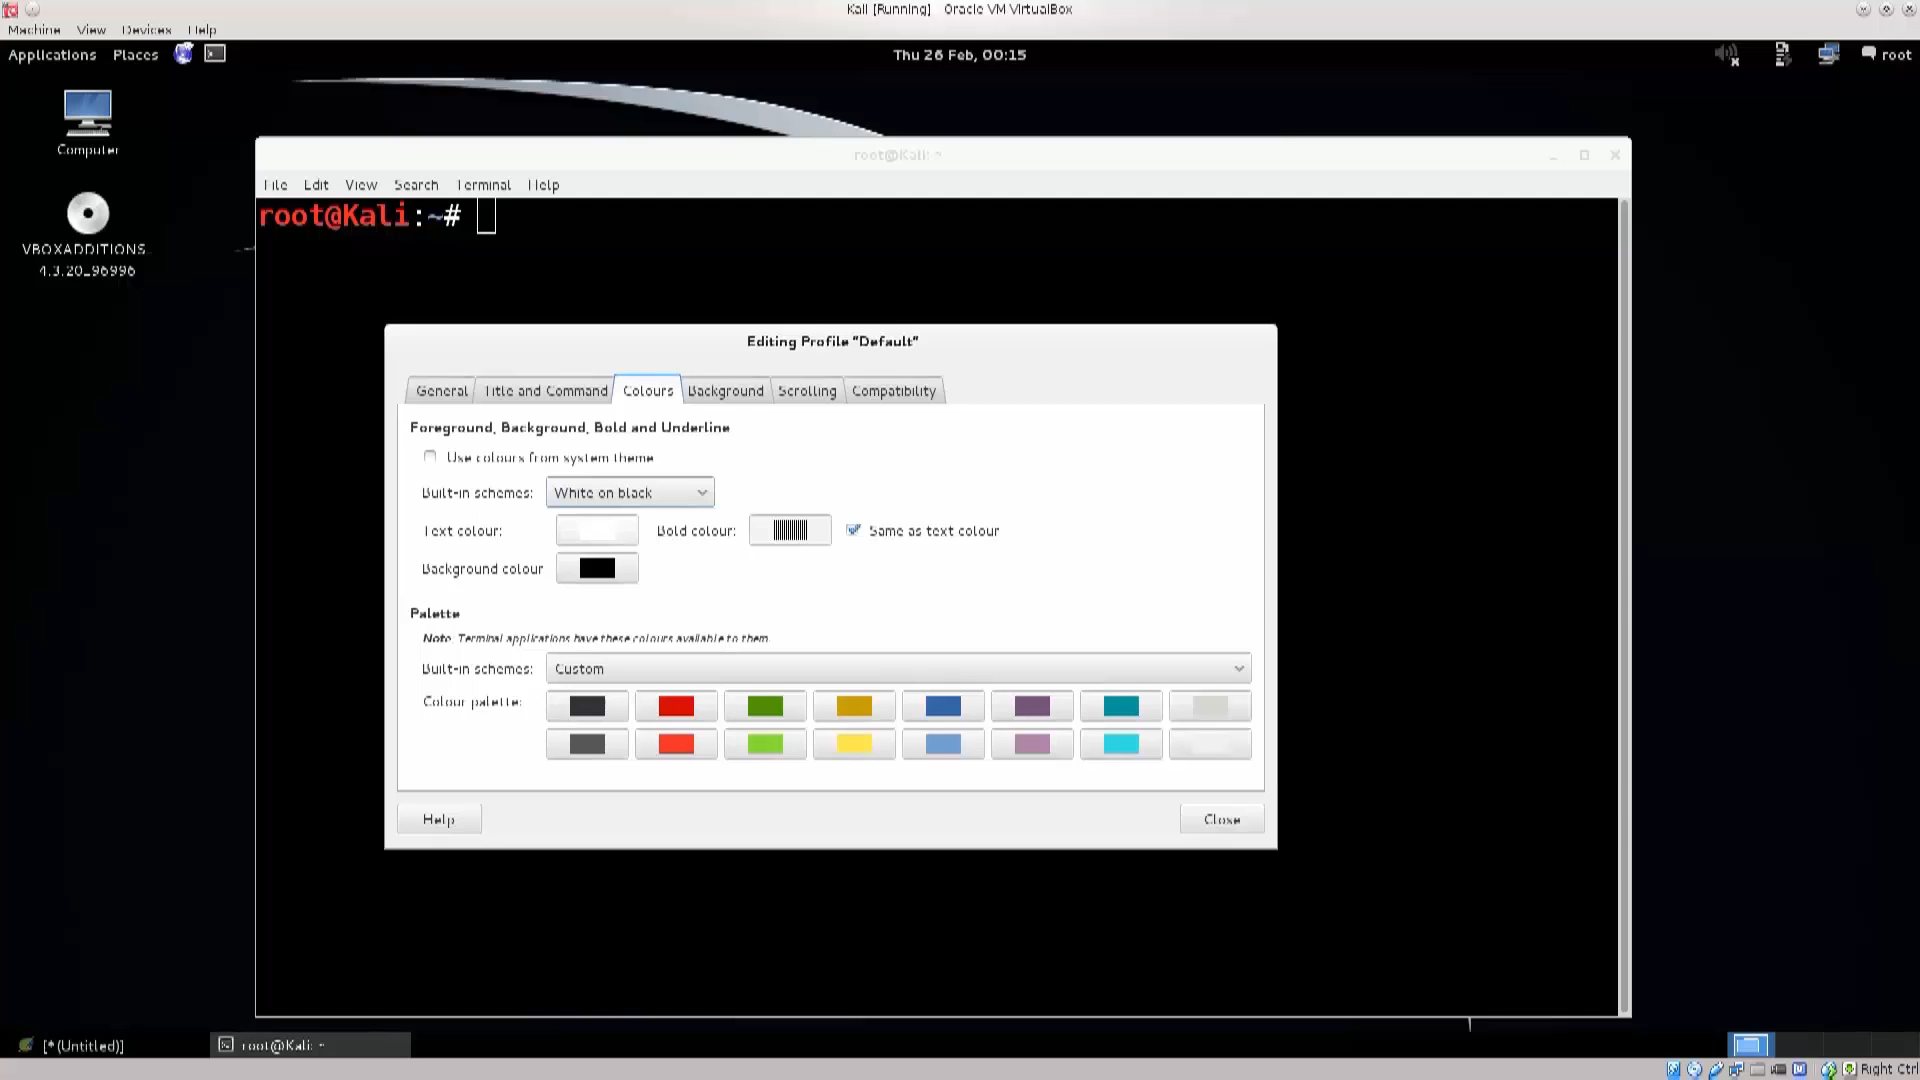 Kali [Running] Oracle VM VirtualBox
Machine View Devices Help
Applications Places Thu 26 Feb, 00:15 root
Computer
VBOXADDITIONS_
4.3.20_96996
root@Kali: ~
File Edit View Search Terminal Help
root@Kali:~#
Editing Profile "Default"
General Title and Command Colours Background Scrolling Compatibility
Foreground, Background, Bold and Underline
Use colours from system theme
Built-in schemes: White on black
Text colour: Bold colour: Same as text colour
Background colour
Palette
Note: Terminal applications have these colours available to them.
Built-in schemes: Custom
Colour palette:
Help Close
[*(Untitled)] root@Kali: ~
Right Ctrl